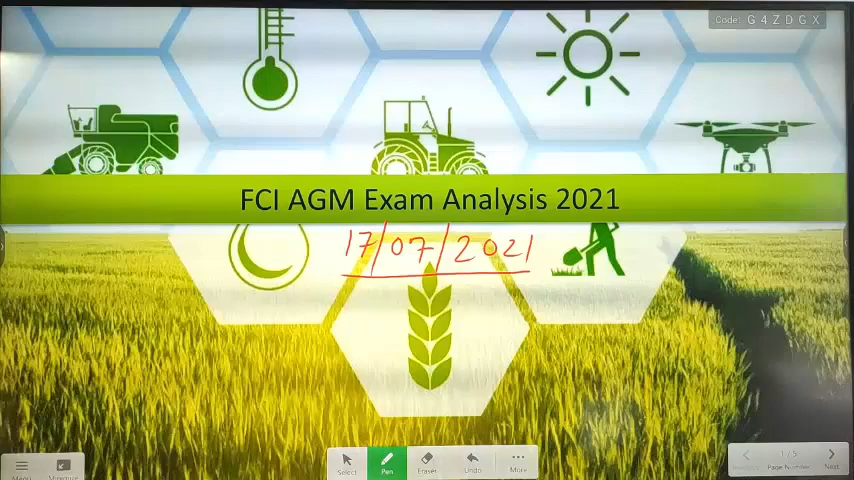 Code: G4ZDGX
FCI AGM Exam Analysis 2021
17/07/2021
Select
Pen
Eraser
Undo
More
1/5
Page Number
Next
Menu
Minimize